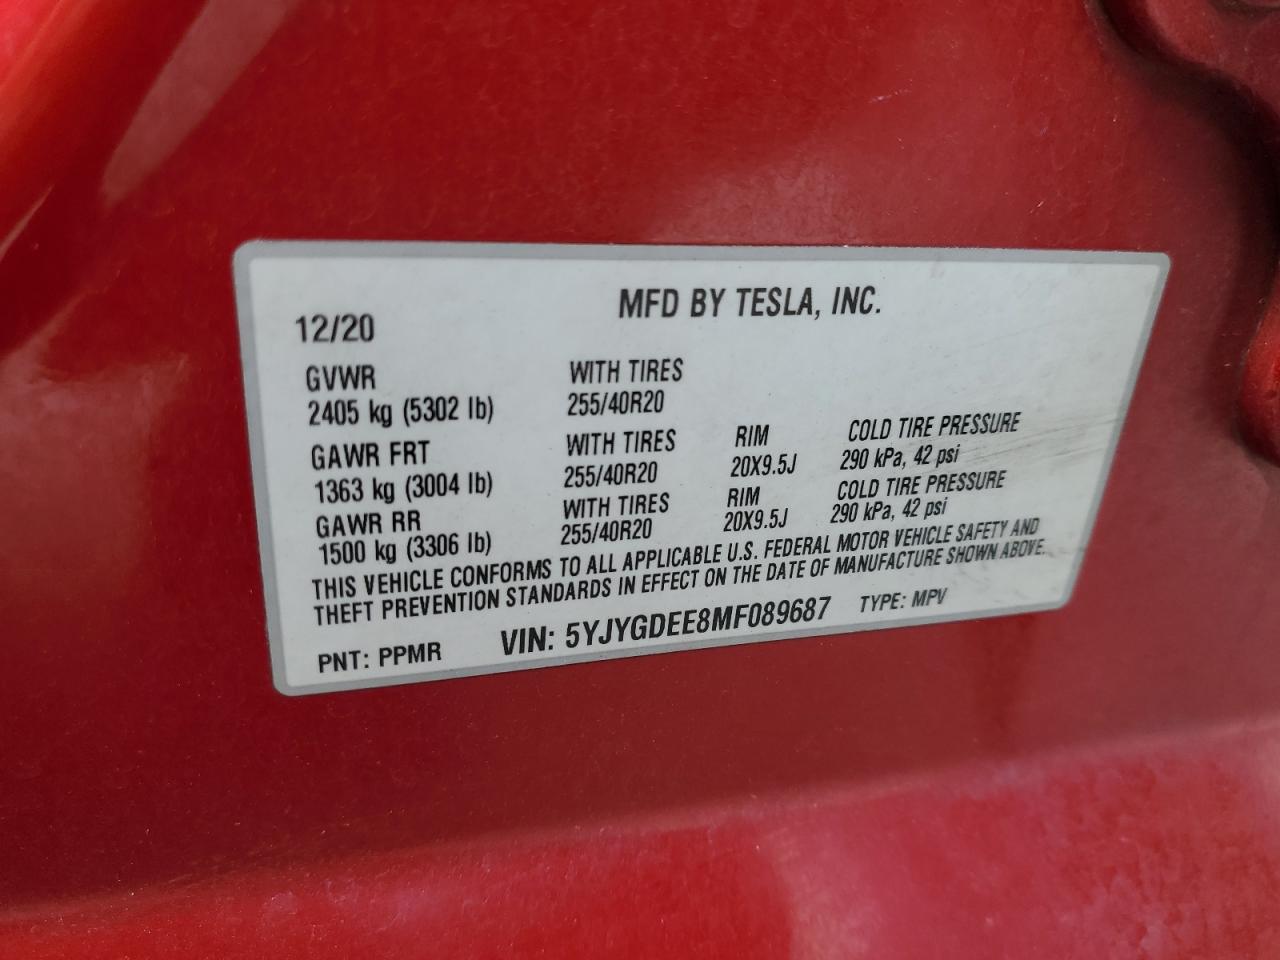 MFD BY TESLA, INC.
12/20
GVWR WITH TIRES
2405 kg (5302 lb) 255/40R20
GAWR FRT WITH TIRES RIM COLD TIRE PRESSURE
1363 kg (3004 lb) 255/40R20 20X9.5J 290 kPa, 42 psi
GAWR RR WITH TIRES RIM COLD TIRE PRESSURE
1500 kg (3306 lb) 255/40R20 20X9.5J 290 kPa, 42 psi
THIS VEHICLE CONFORMS TO ALL APPLICABLE U.S. FEDERAL MOTOR VEHICLE SAFETY AND
THEFT PREVENTION STANDARDS IN EFFECT ON THE DATE OF MANUFACTURE SHOWN ABOVE.
PNT: PPMR VIN: 5YJYGDEE8MF089687 TYPE: MPV